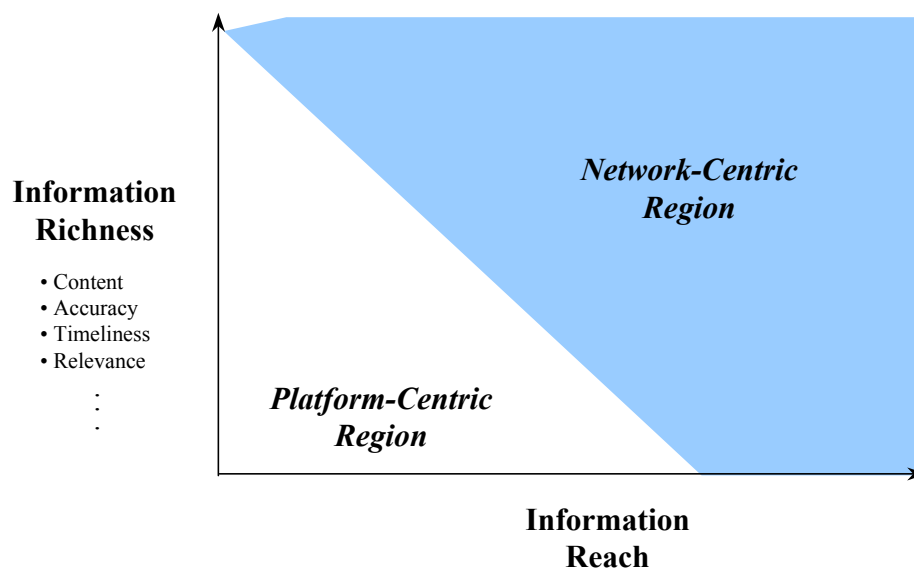 Network-Centric
Region
Information
Richness
• Content
• Accuracy
• Timeliness
• Relevance
.
.
.
Platform-Centric
Region
Information
Reach